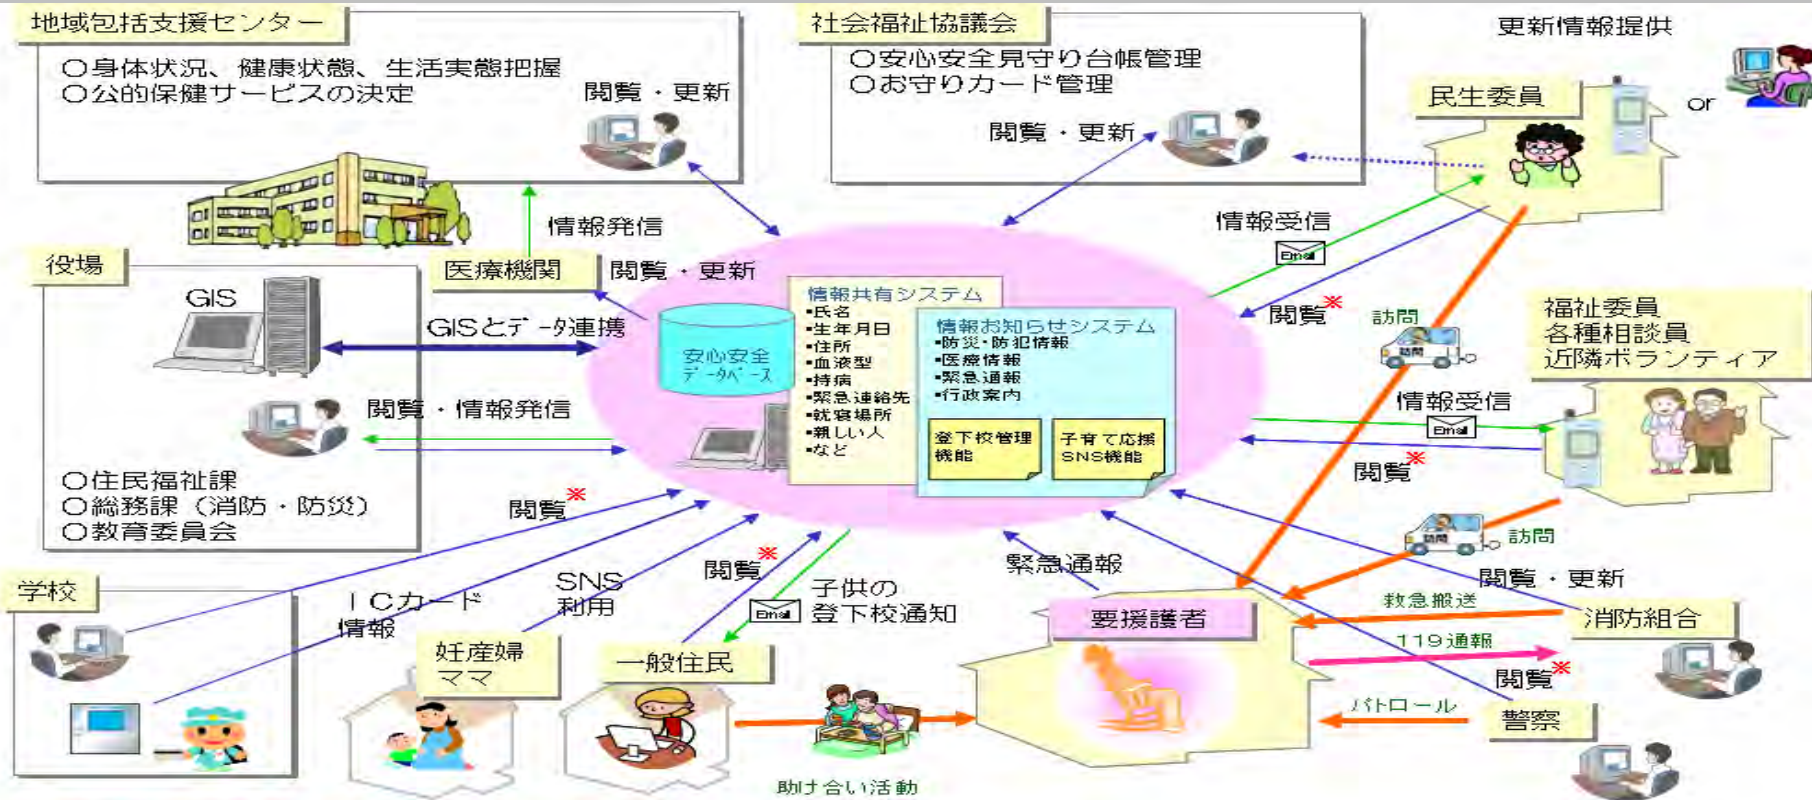 地域包括支援センター
〇身体状況、健康状態、生活実態把握
〇公的保健サービスの決定
閲覧・更新
社会福祉協議会
〇安心安全見守り台帳管理
〇お守りカード管理
閲覧・更新
更新情報提供
民生委員
or
情報発信
医療機関
閲覧・更新
情報受信
Email
閲覧※
役場
GIS
GISとデータ連携
閲覧・情報発信
〇住民福祉課
〇総務課（消防・防災）
〇教育委員会
安心安全
データベース
情報共有システム
▪氏名
▪生年月日
▪住所
▪血液型
▪持病
▪緊急連絡先
▪就寝場所
▪親しい人
▪など
情報お知らせシステム
▪防災・防犯情報
▪医療情報
▪緊急通報
▪行政案内
登下校管理
機能
子育て応援
SNS機能
訪問
訪問
福祉委員
各種相談員
近隣ボランティア
情報受信
Email
閲覧※
訪問
訪問
閲覧※
学校
ICカード
情報
SNS
利用
閲覧※
子供の
登下校通知
Email
緊急通報
閲覧・更新
妊産婦
ママ
一般住民
要援護者
救急搬送
消防組合
119通報
閲覧※
パトロール
警察
助け合い活動